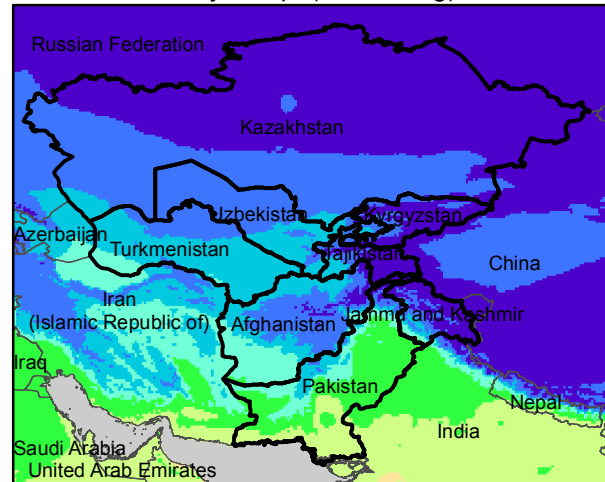 Russian Federation
Kazakhstan
Izbekistan
Kyrgyzstan
Azerbaijan
Turkmenistan
Tajikistan
China
Iran
(Islamic Republic of)
Afghanistan
Jammu and Kashmir
Iraq
Pakistan
Nepal
India
Saudi Arabia
United Arab Emirates